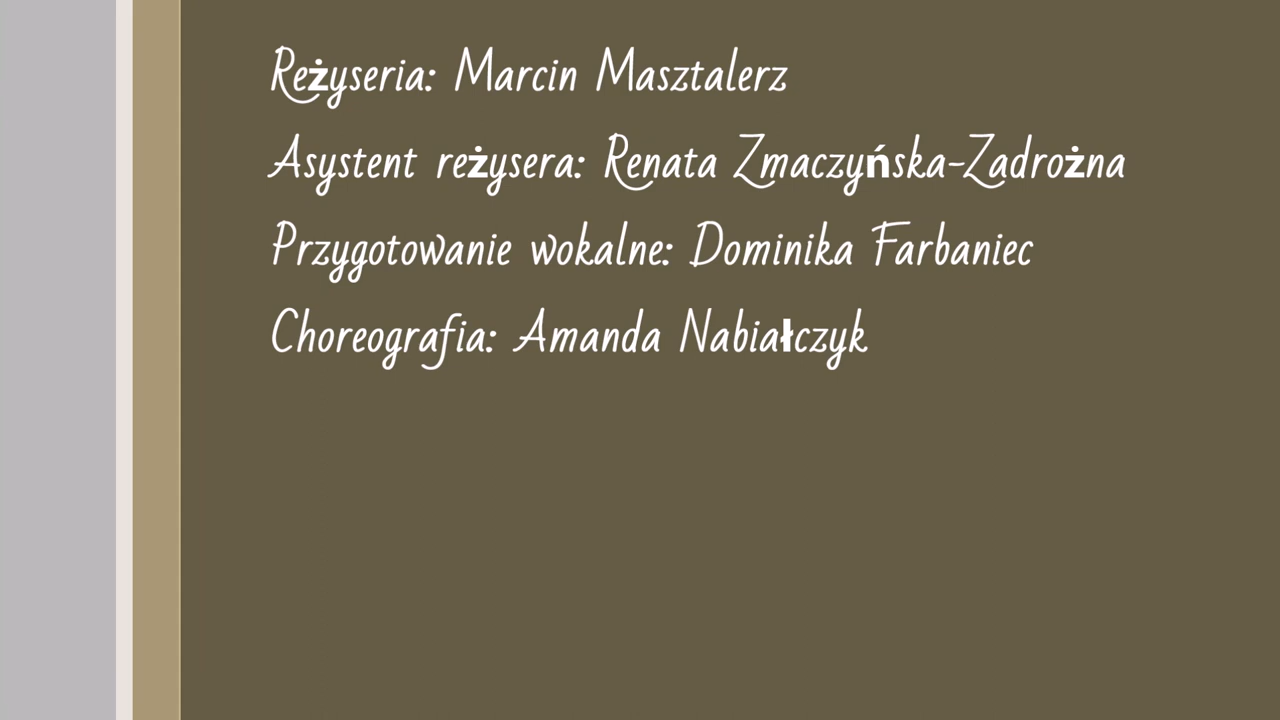 Reżyseria: Marcin Masztalerz
Asystent reżysera: Renata Zmaczyńska-Zadrożna
Przygotowanie wokalne: Dominika Farbaniec
Choreografia: Amanda Nabiałczyk